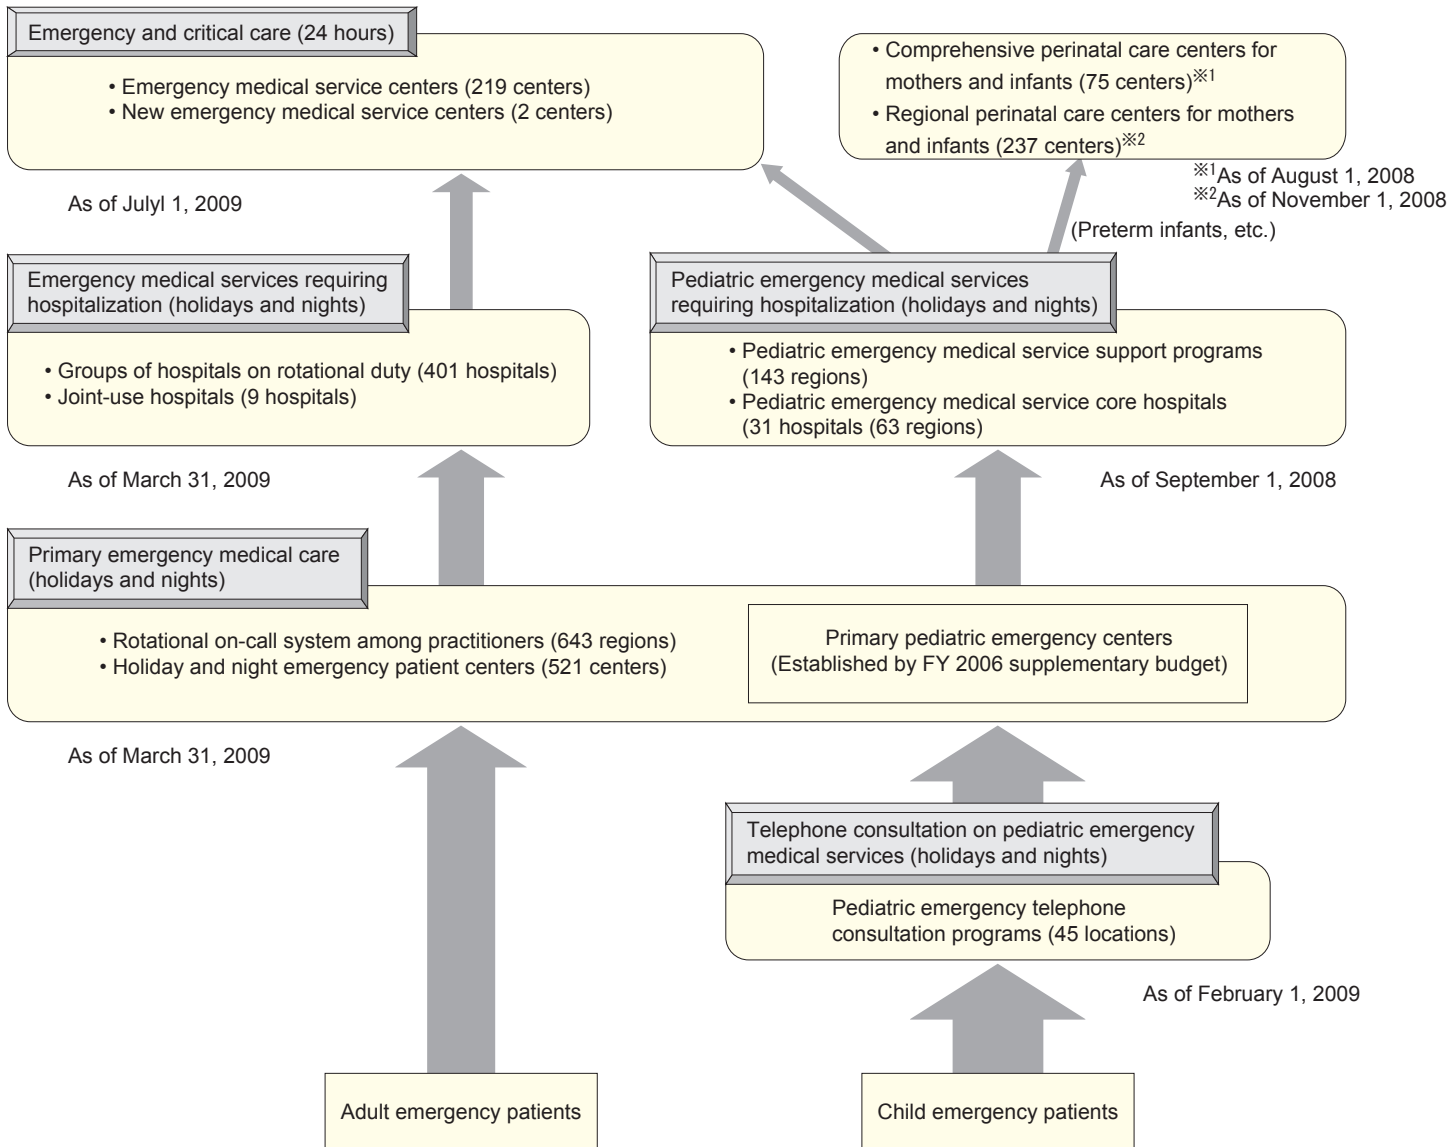 Emergency and critical care (24 hours)
• Emergency medical service centers (219 centers)
• New emergency medical service centers (2 centers)
As of Julyl 1, 2009
• Comprehensive perinatal care centers for
mothers and infants (75 centers)※1
• Regional perinatal care centers for mothers
and infants (237 centers)※2
※1As of August 1, 2008
※2As of November 1, 2008
(Preterm infants, etc.)
Emergency medical services requiring
hospitalization (holidays and nights)
• Groups of hospitals on rotational duty (401 hospitals)
• Joint-use hospitals (9 hospitals)
As of March 31, 2009
Pediatric emergency medical services
requiring hospitalization (holidays and nights)
• Pediatric emergency medical service support programs
(143 regions)
• Pediatric emergency medical service core hospitals
(31 hospitals (63 regions)
As of September 1, 2008
Primary emergency medical care
(holidays and nights)
• Rotational on-call system among practitioners (643 regions)
• Holiday and night emergency patient centers (521 centers)
Primary pediatric emergency centers
(Established by FY 2006 supplementary budget)
As of March 31, 2009
Telephone consultation on pediatric emergency
medical services (holidays and nights)
Pediatric emergency telephone
consultation programs (45 locations)
As of February 1, 2009
Adult emergency patients
Child emergency patients